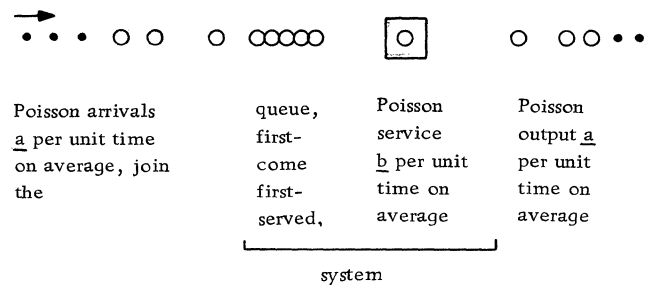 Poisson arrivals
a per unit time
on average, join
the
queue,
first-
come
first-
served,
Poisson
service
b per unit
time on
average
Poisson
output a
per unit
time on
average
system